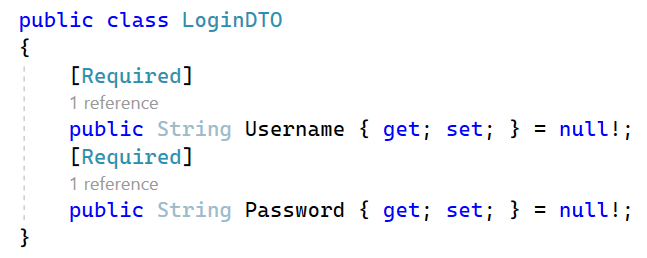 public class LoginDTO
{
[Required]
1 reference
public String Username { get; set; } = null!;
[Required]
1 reference
public String Password { get; set; } = null!;
}